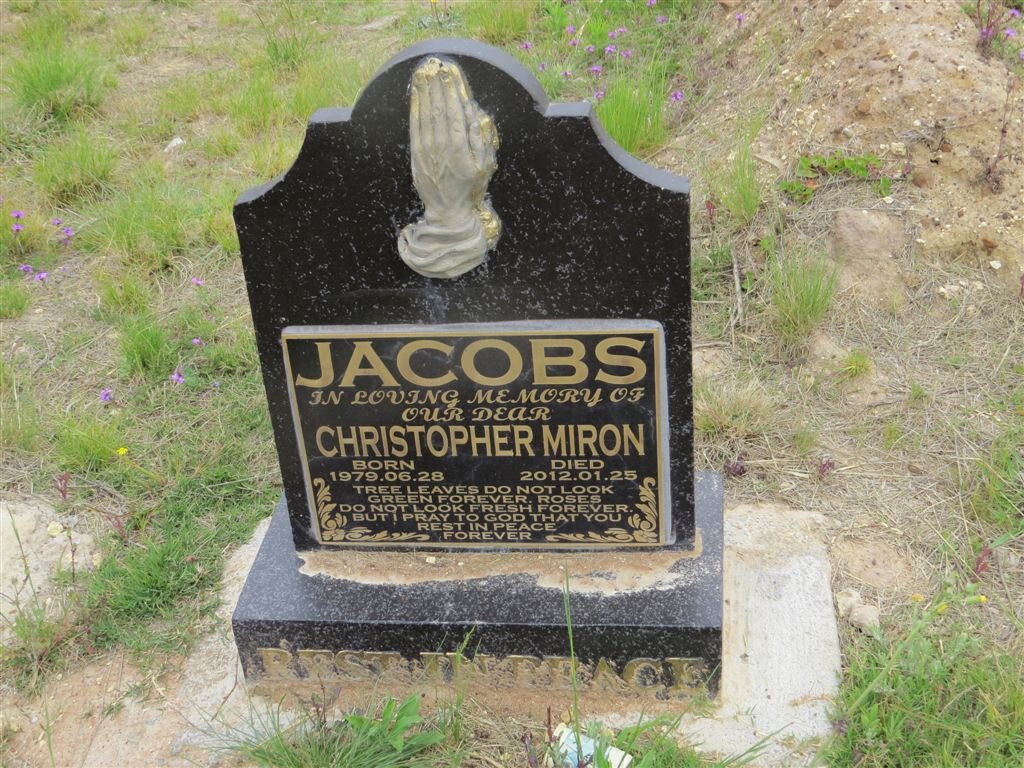 JACOBS
IN LOVING MEMORY OF
OUR DEAR
CHRISTOPHER MIRON
BORN DIED
1979.06.28 2012.01.25
TREE LEAVES DO NOT LOOK
GREEN FOREVER. ROSES
DO NOT LOOK FRESH FOREVER.
BUT I PRAY TO GOD THAT YOU
REST IN PEACE
FOREVER
REST IN PEACE